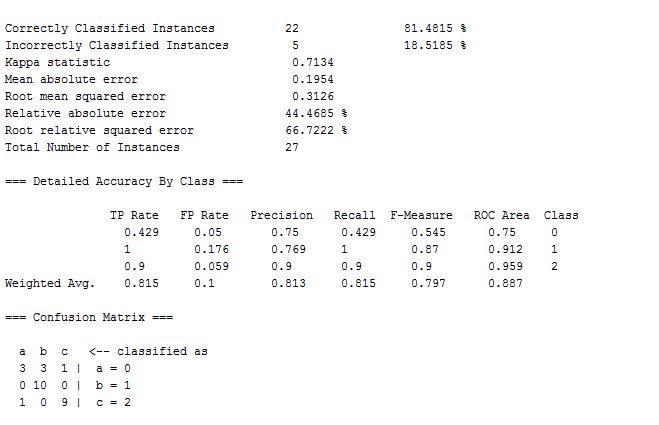 Correctly Classified Instances 22 81.4815 %
Incorrectly Classified Instances 5 18.5185 %
Kappa statistic 0.7134
Mean absolute error 0.1954
Root mean squared error 0.3126
Relative absolute error 44.4685 %
Root relative squared error 66.7222 %
Total Number of Instances 27
=== Detailed Accuracy By Class ===
TP Rate FP Rate Precision Recall F-Measure ROC Area Class
0.429 0.05 0.75 0.429 0.545 0.75 0
1 0.176 0.769 1 0.87 0.912 1
0.9 0.059 0.9 0.9 0.9 0.959 2
Weighted Avg. 0.815 0.1 0.813 0.815 0.797 0.887
=== Confusion Matrix ===
a b c <-- classified as
3 3 1 | a = 0
0 10 0 | b = 1
1 0 9 | c = 2